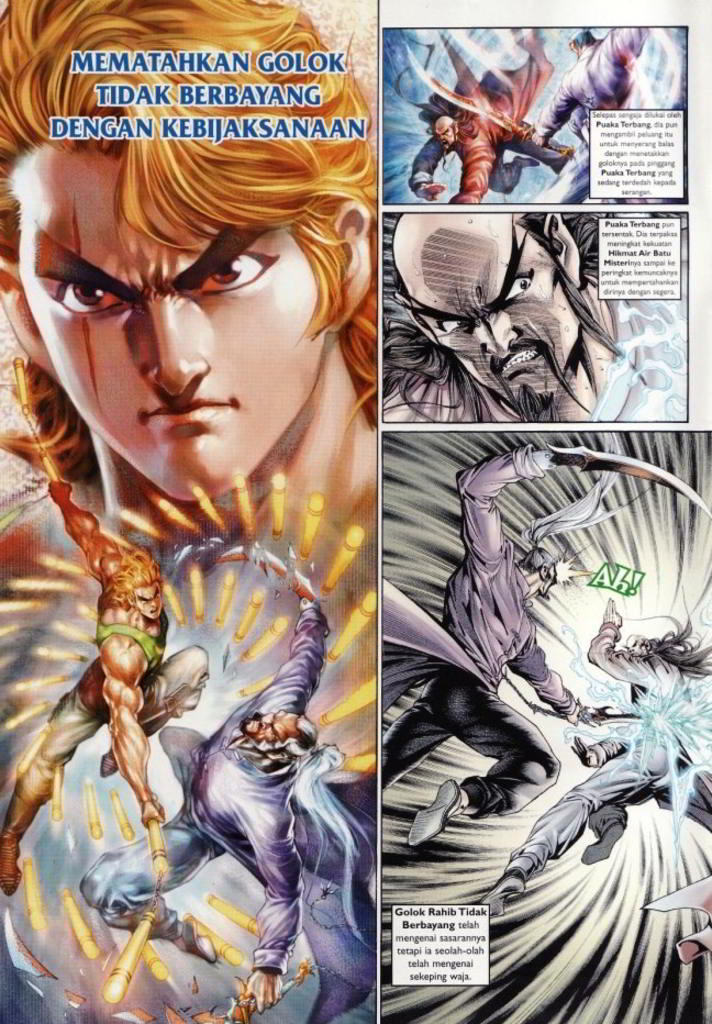 MEMATAHKAN GOLOK
TIDAK BERBAYANG
DENGAN KEBIJAKSANAAN
Selepas sengaja dilukai oleh
Puaka Terbang, dia pun
mengambil peluang itu
untuk menyerang balas
dengan menetakkan
goloknya pada pinggang
Puaka Terbang yang
sedang terdedah kepada
serangan.
Puaka Terbang pun
tersentak. Dia terpaksa
meningkat kekuatan
Hikmat Air Batu
Misterinya sampai ke
peringkat kemuncaknya
untuk mempertahankan
dirinya dengan segera.
Ah!
Golok Rahib Tidak
Berbayang telah
mengenai sasarannya
tetapi ia seolah-olah
telah mengenai
sekeping waja.